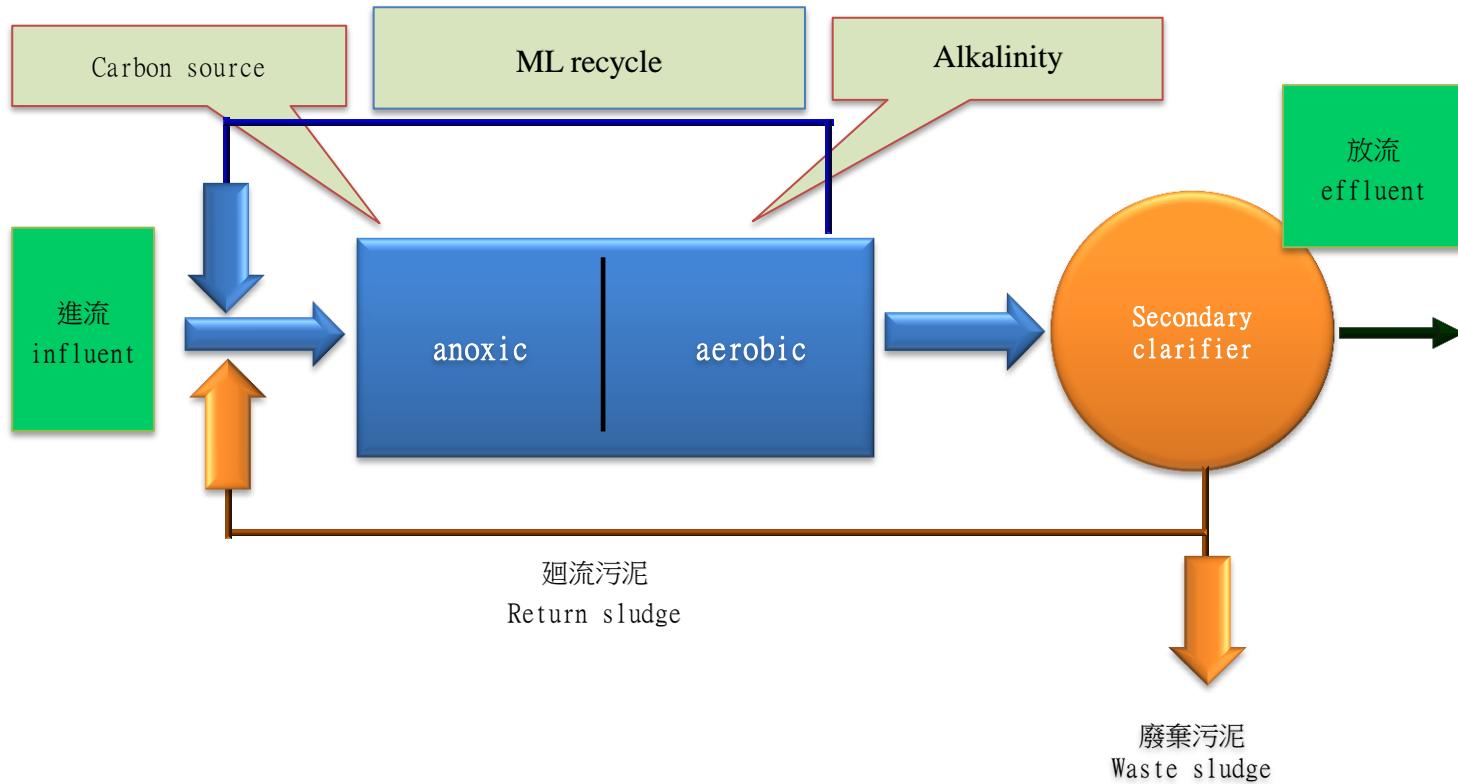 Carbon source
ML recycle
Alkalinity
放流
effluent
進流
influent
anoxic
aerobic
Secondary
clarifier
廻流污泥
Return sludge
廢棄污泥
Waste sludge